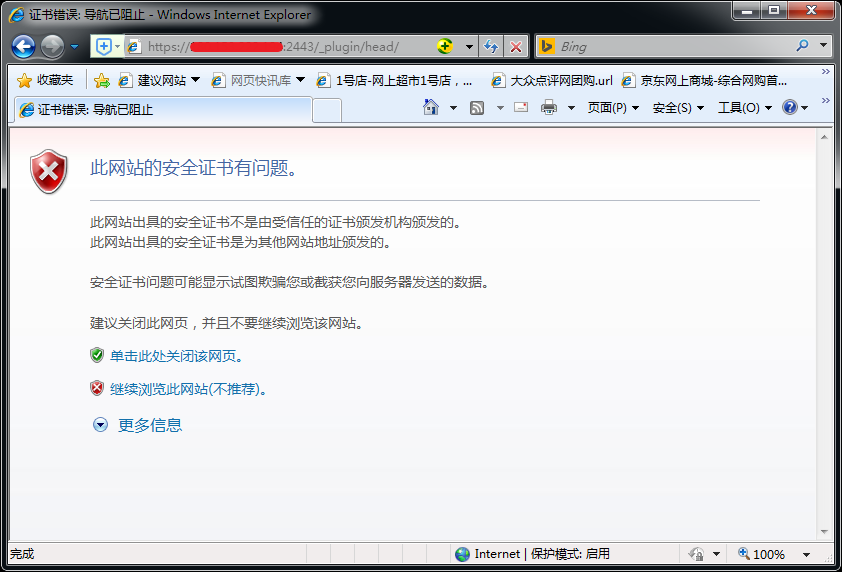 证书错误: 导航已阻止 - Windows Internet Explorer
https:// :2443/_plugin/head/
Bing
收藏夹 建议网站 网页快讯库 1号店-网上超市1号店，... 大众点评网团购.url 京东网上商城-综合网购首...
证书错误: 导航已阻止 页面(P) 安全(S) 工具(O)
此网站的安全证书有问题。
此网站出具的安全证书不是由受信任的证书颁发机构颁发的。
此网站出具的安全证书是为其他网站地址颁发的。
安全证书问题可能显示试图欺骗您或截获您向服务器发送的数据。
建议关闭此网页，并且不要继续浏览该网站。
单击此处关闭该网页。
继续浏览此网站(不推荐)。
更多信息
完成 Internet | 保护模式: 启用 100%